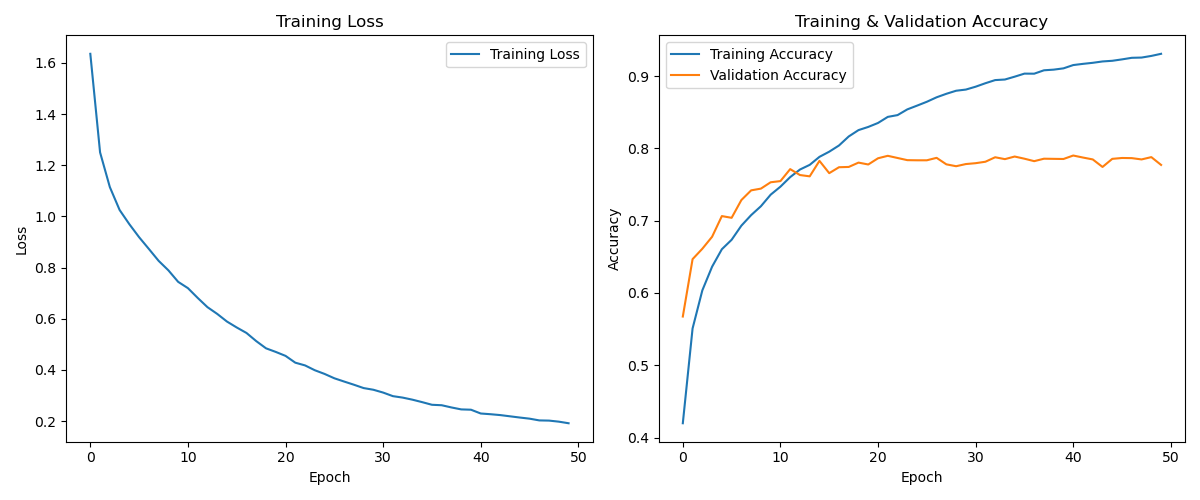 Training Loss
Training Loss
1.6
1.4
1.2
1.0
0.8
0.6
0.4
0.2
Loss
0 10 20 30 40 50
Epoch
Training & Validation Accuracy
Training Accuracy
Validation Accuracy
0.9
0.8
0.7
0.6
0.5
0.4
Accuracy
0 10 20 30 40 50
Epoch